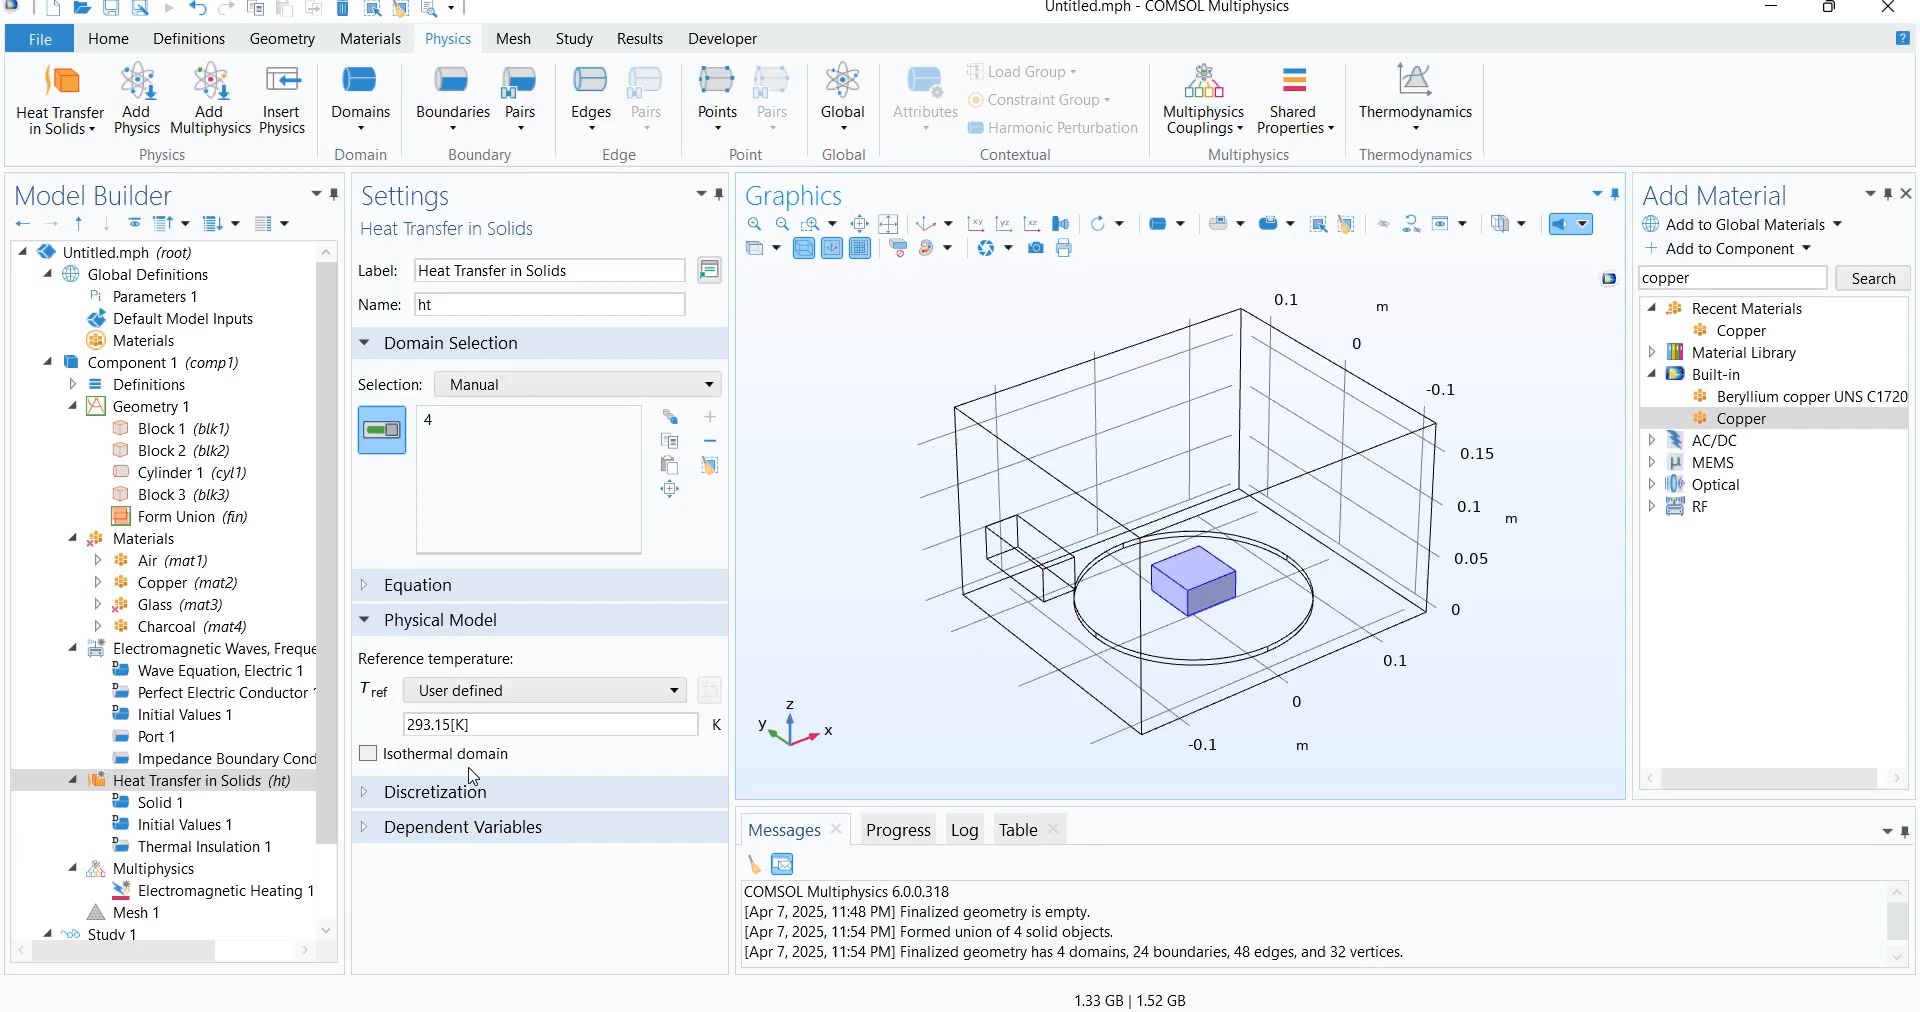 Untitled.mph - COMSOL Multiphysics
File Home Definitions Geometry Materials Physics Mesh Study Results Developer
Heat Transfer in Solids
Add Physics
Add Multiphysics
Insert Physics
Domains
Boundaries
Pairs
Edges
Pairs
Points
Pairs
Global
Attributes
Load Group
Constraint Group
Harmonic Perturbation
Multiphysics Couplings
Shared Properties
Thermodynamics
Physics Domain Boundary Edge Point Global Contextual Multiphysics Thermodynamics
Model Builder
Untitled.mph (root)
Global Definitions
Pi Parameters 1
Default Model Inputs
Materials
Component 1 (comp1)
Definitions
Geometry 1
Block 1 (blk1)
Block 2 (blk2)
Cylinder 1 (cyl1)
Block 3 (blk3)
Form Union (fin)
Materials
Air (mat1)
Copper (mat2)
Glass (mat3)
Charcoal (mat4)
Electromagnetic Waves, Freque
Wave Equation, Electric 1
Perfect Electric Conductor
Initial Values 1
Port 1
Impedance Boundary Cond
Heat Transfer in Solids (ht)
Solid 1
Initial Values 1
Thermal Insulation 1
Multiphysics
Electromagnetic Heating 1
Mesh 1
Study 1
Settings
Heat Transfer in Solids
Label: Heat Transfer in Solids
Name: ht
Domain Selection
Selection: Manual
4
Equation
Physical Model
Reference temperature:
Tref User defined
293.15[K] K
Isothermal domain
Discretization
Dependent Variables
Graphics
xy yz xz
0.1
m
0
-0.1
0.15
0.1
m
0.05
0
0.1
0
-0.1
m
z
y
x
Messages Progress Log Table
COMSOL Multiphysics 6.0.0.318
[Apr 7, 2025, 11:48 PM] Finalized geometry is empty.
[Apr 7, 2025, 11:54 PM] Formed union of 4 solid objects.
[Apr 7, 2025, 11:54 PM] Finalized geometry has 4 domains, 24 boundaries, 48 edges, and 32 vertices.
Add Material
Add to Global Materials
Add to Component
copper Search
Recent Materials
Copper
Material Library
Built-in
Beryllium copper UNS C1720
Copper
AC/DC
MEMS
Optical
RF
1.33 GB | 1.52 GB